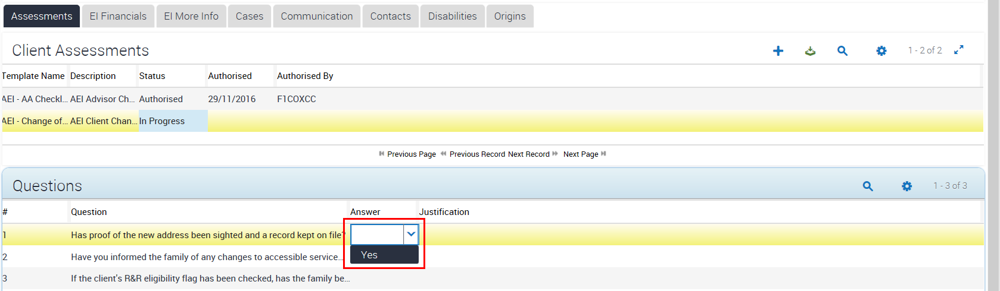 Assessments EI Financials EI More Info Cases Communication Contacts Disabilities Origins
Client Assessments 1 - 2 of 2
Template Name Description Status Authorised Authorised By
AEI - AA Checkl... AEI Advisor Ch... Authorised 29/11/2016 F1COXCC
AEI - Change of... AEI Client Chan... In Progress
Previous Page Previous Record Next Record Next Page
Questions 1 - 3 of 3
# Question Answer Justification
1 Has proof of the new address been sighted and a record kept on file?
Yes
2 Have you informed the family of any changes to accessible service...
3 If the client's R&R eligibility flag has been checked, has the family be...